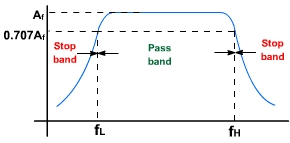 Af
0.707Af
Stop
band
Pass
band
Stop
band
fL
fH